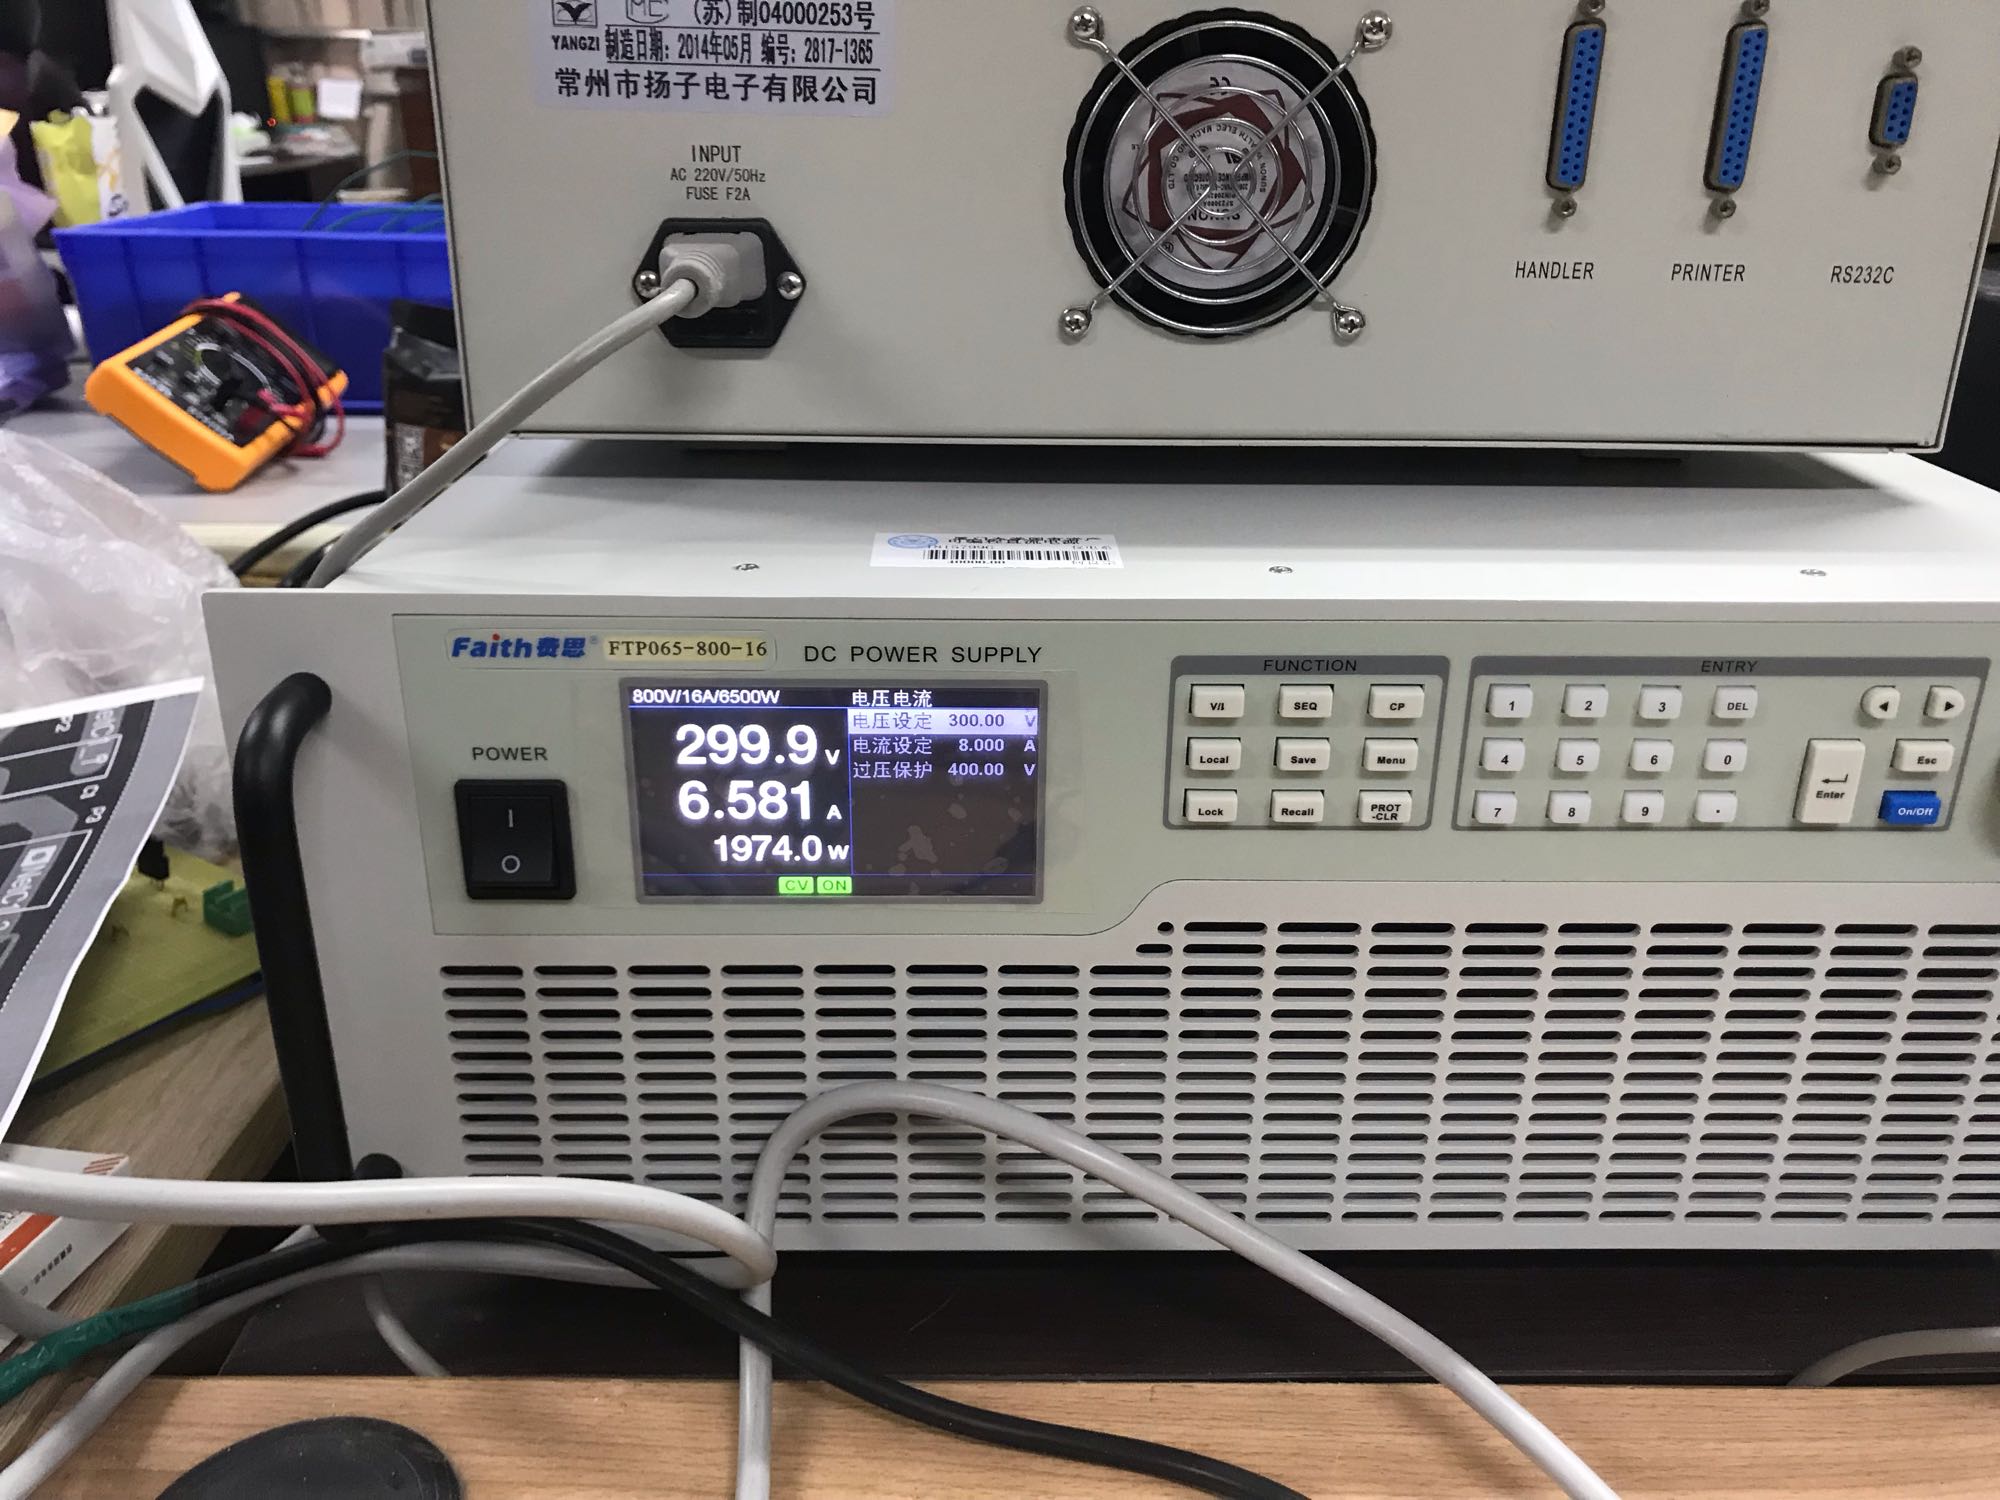 MC
(苏)制04000253号
YANGZI 制造日期: 2014年05月 编号: 2817-1365
常州市扬子电子有限公司
INPUT
AC 220V/50Hz
FUSE F2A
SUNON
HANDLER
PRINTER
RS232C
Faith费思® FTP065-800-16
DC POWER SUPPLY
POWER
800V/16A/6500W
299.9 V
6.581 A
1974.0 W
电压电流
电压设定 300.00 V
电流设定 8.000 A
过压保护 400.00 V
CV ON
FUNCTION
V/I SEQ CP
Local Save Menu
Lock Recall PROT
-CLR
ENTRY
1 2 3 DEL
4 5 6 0
7 8 9 .
Enter
Esc
On/Off